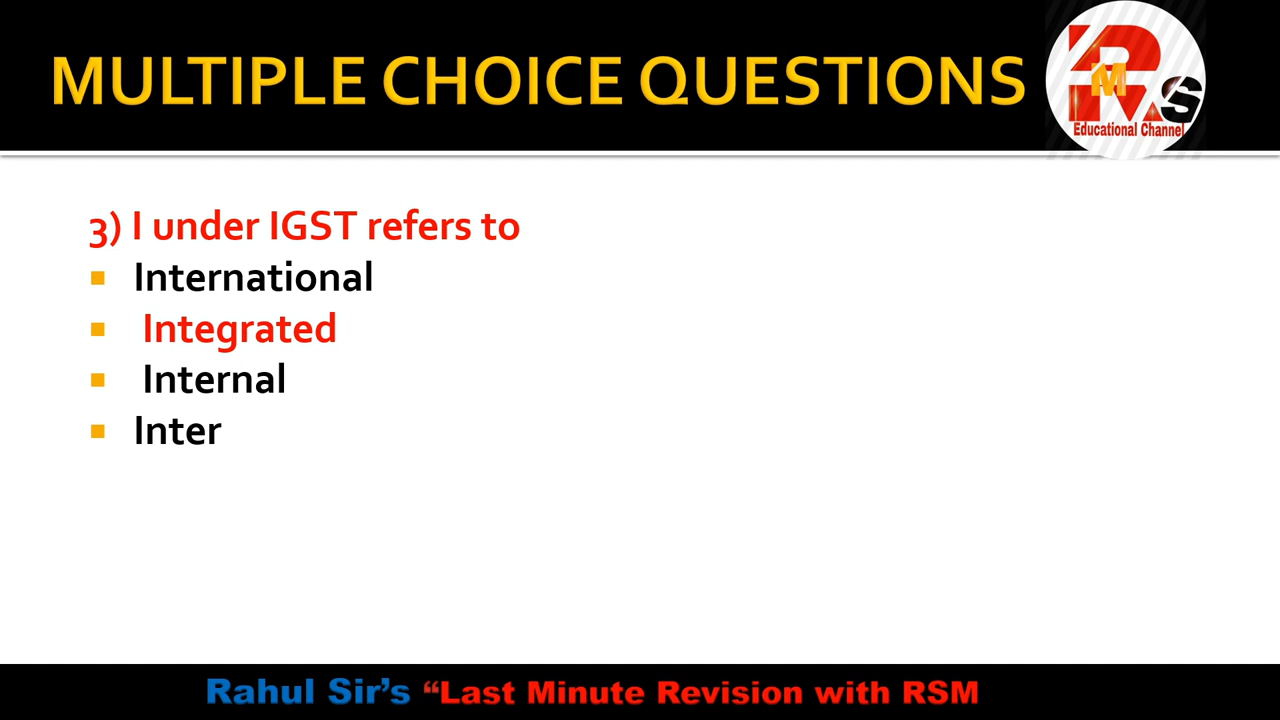 MULTIPLE CHOICE QUESTIONS
RMS
Educational Channel
3) I under IGST refers to
International
Integrated
Internal
Inter
Rahul Sir's “Last Minute Revision with RSM